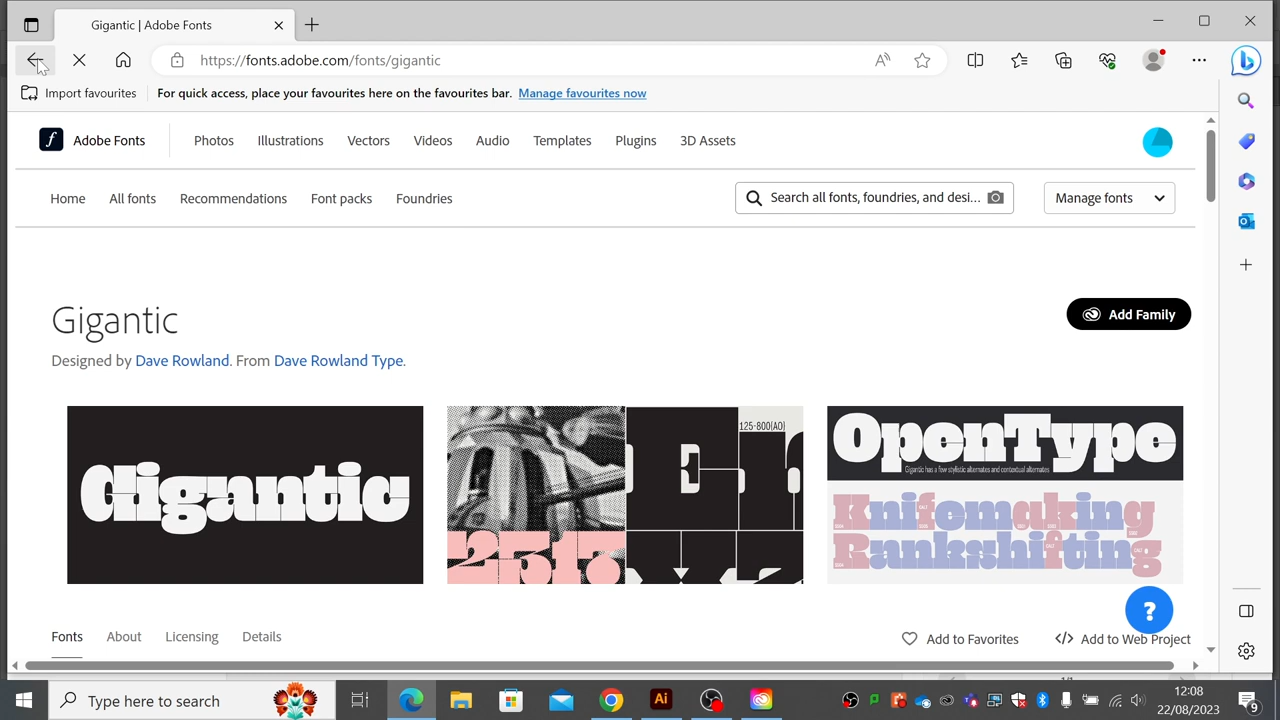 Gigantic | Adobe Fonts
https://fonts.adobe.com/fonts/gigantic
Import favourites
For quick access, place your favourites here on the favourites bar. Manage favourites now
Adobe Fonts Photos Illustrations Vectors Videos Audio Templates Plugins 3D Assets
Home All fonts Recommendations Font packs Foundries Search all fonts, foundries, and desi... Manage fonts
Gigantic
Add Family
Designed by Dave Rowland. From Dave Rowland Type.
Gigantic
125-800(A0)
OpenType
Gigantic has a few stylistic alternates and contextual alternates
Knifemaking
Rankshifting
?
Fonts About Licensing Details Add to Favorites </> Add to Web Project
Type here to search
12:08
22/08/2023
9